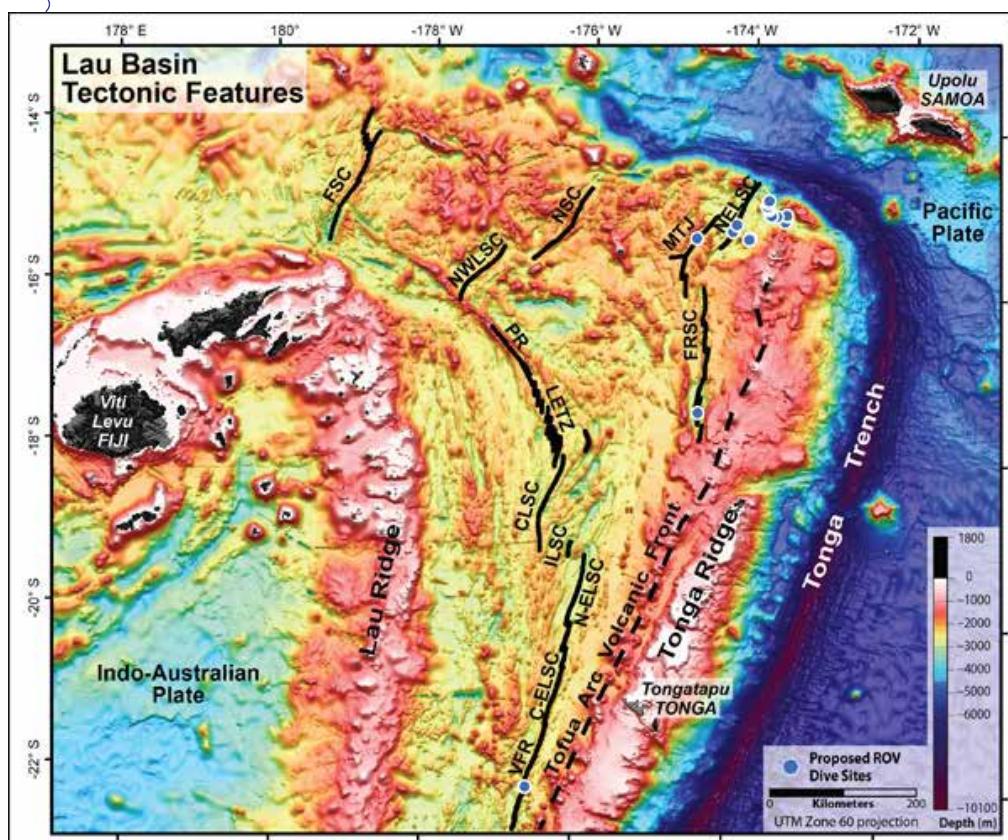 178° E
180°
-178° W
-176° W
-174° W
-172° W
Lau Basin
Tectonic Features
Upolu
SAMOA
-14° S
-16° S
-18° S
-20° S
-22° S
FSC
NWLSC
NSC
MTJ
NELSC
Pacific
Plate
PR
LETZ
FRSC
Viti
Levu
FIJI
CLSC
ILSC
N-ELSC
C-ELSC
VFR
Lau Ridge
Tofua Arc Volcanic Front
Tonga Ridge
Tonga Trench
Indo-Australian
Plate
Tongatapu
TONGA
1800
0
-1000
-2000
-3000
-4000
-5000
-6000
-10100
Depth (m)
Proposed ROV
Dive Sites
0
200
Kilometers
UTM Zone 60 projection